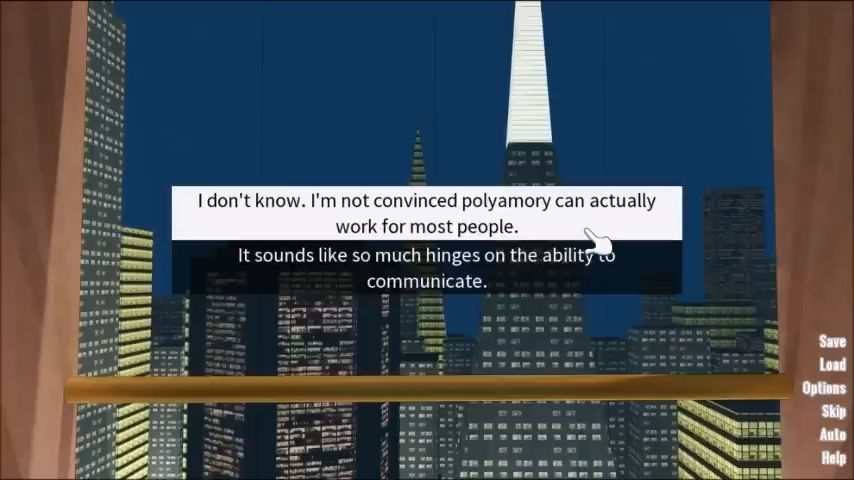 I don't know. I'm not convinced polyamory can actually
work for most people.
It sounds like so much hinges on the ability to
communicate.
Save
Load
Options
Skip
Auto
Help